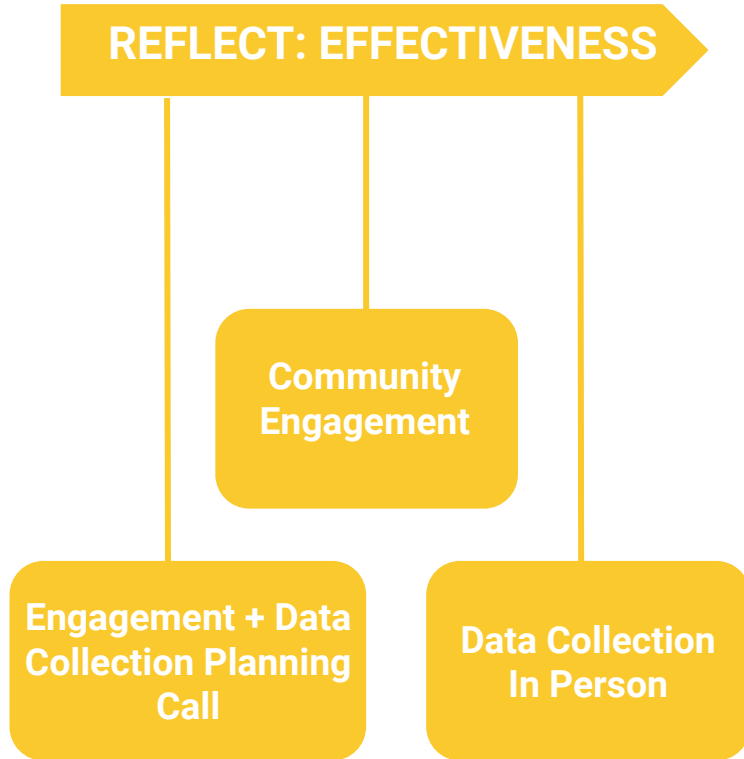 REFLECT: EFFECTIVENESS
Community
Engagement
Engagement + Data
Collection Planning
Call
Data Collection
In Person